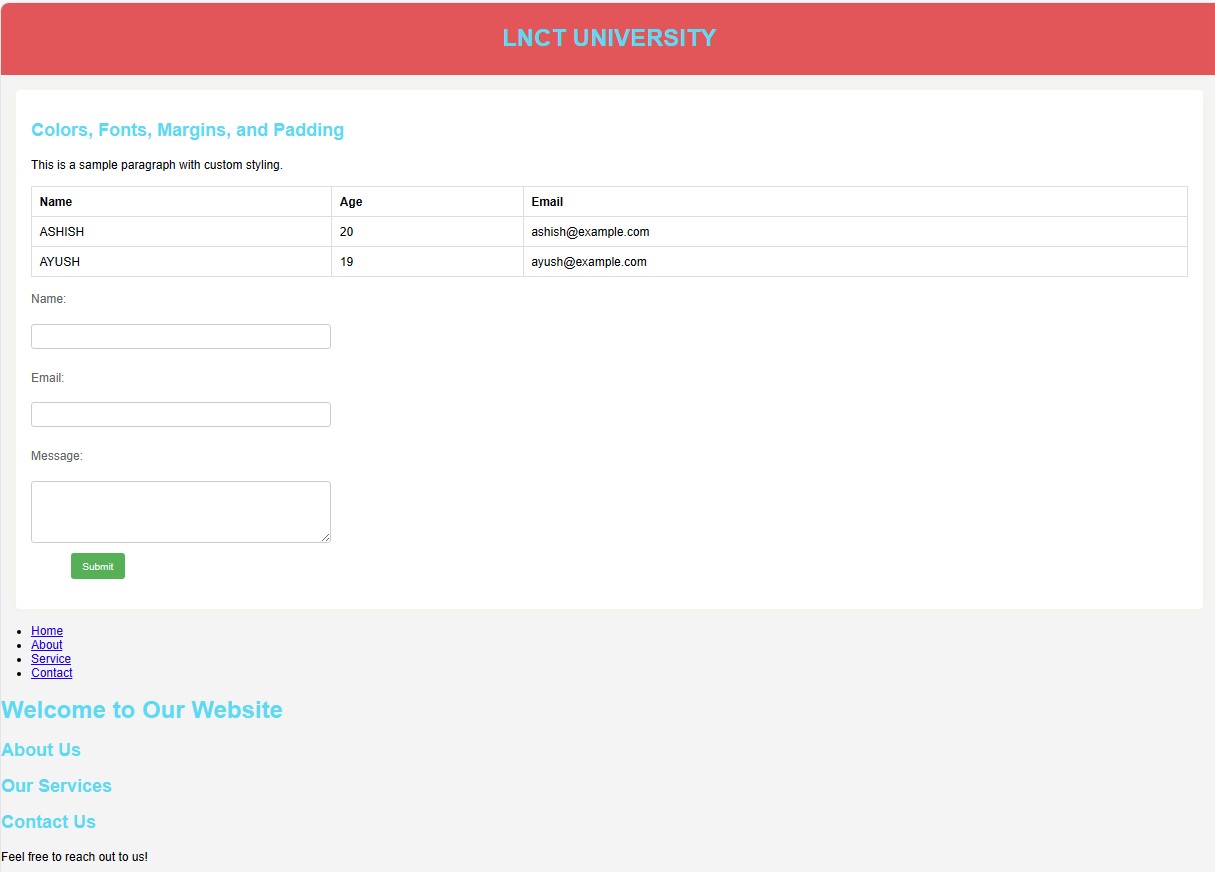 LNCT UNIVERSITY
Colors, Fonts, Margins, and Padding
This is a sample paragraph with custom styling.
Name Age Email
ASHISH 20 ashish@example.com
AYUSH 19 ayush@example.com
Name:
Email:
Message:
Submit
Home
About
Service
Contact
Welcome to Our Website
About Us
Our Services
Contact Us
Feel free to reach out to us!